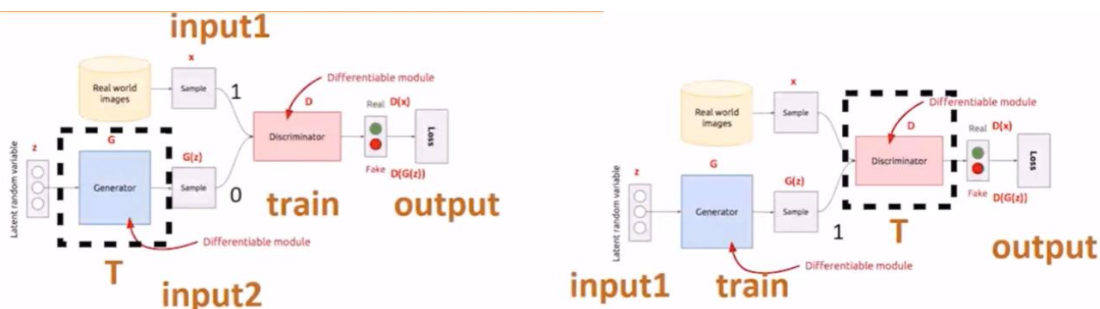 input1
x
Real world
images
Sample
1
Differentiable module
D
Discriminator
Real D(x)
Loss
Fake D(G(z))
G
z
Latent random variable
Generator
G(z)
Sample
0
train
output
Differentiable module
T
input2
x
Real world
images
Sample
Differentiable module
D
Discriminator
Real D(x)
Loss
Fake D(G(z))
G
z
Latent random variable
Generator
G(z)
Sample
1
T
output
Differentiable module
input1
train